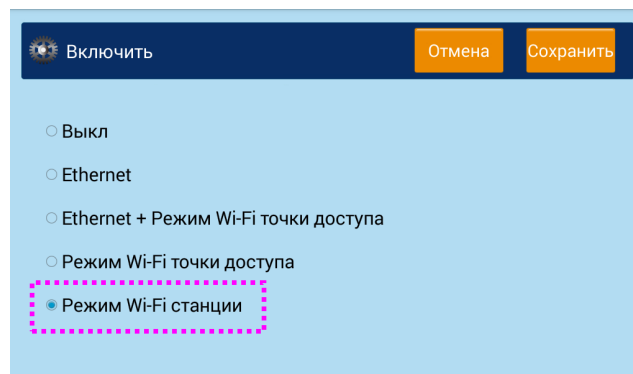 Включить
Отмена
Сохранить
Выкл
Ethernet
Ethernet + Режим Wi-Fi точки доступа
Режим Wi-Fi точки доступа
Режим Wi-Fi станции